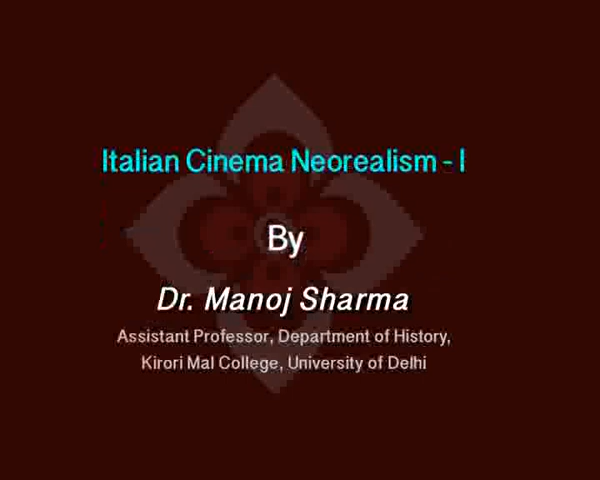 Italian Cinema Neorealism - I
By
Dr. Manoj Sharma
Assistant Professor, Department of History,
Kirori Mal College, University of Delhi